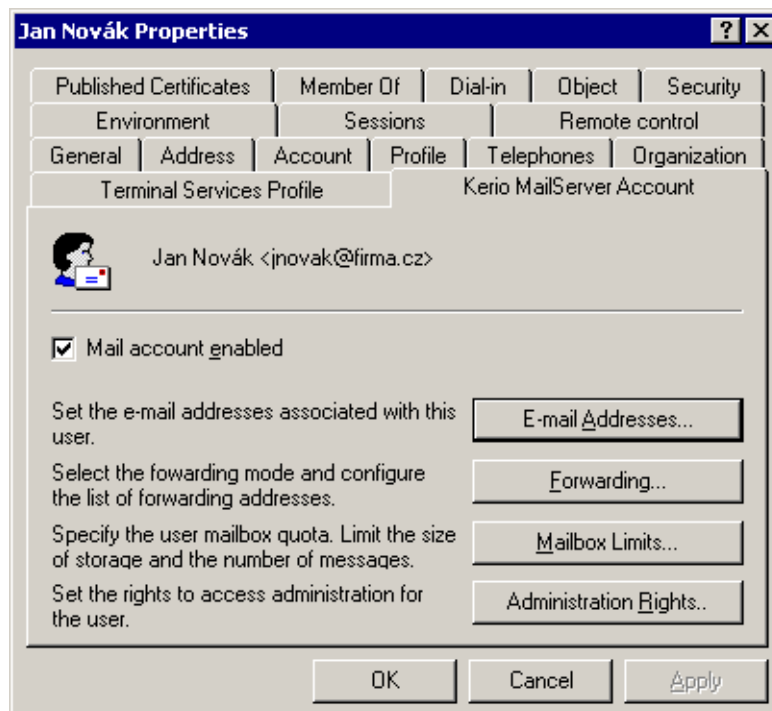 Jan Novák Properties
Published Certificates Member Of Dial-in Object Security
Environment Sessions Remote control
General Address Account Profile Telephones Organization
Terminal Services Profile Kerio MailServer Account
Jan Novák <jnovak@firma.cz>
Mail account enabled
Set the e-mail addresses associated with this
user.
E-mail Addresses...
Select the fowarding mode and configure
the list of forwarding addresses.
Forwarding...
Specify the user mailbox quota. Limit the size
of storage and the number of messages.
Mailbox Limits...
Set the rights to access administration for
the user.
Administration Rights..
OK Cancel Apply